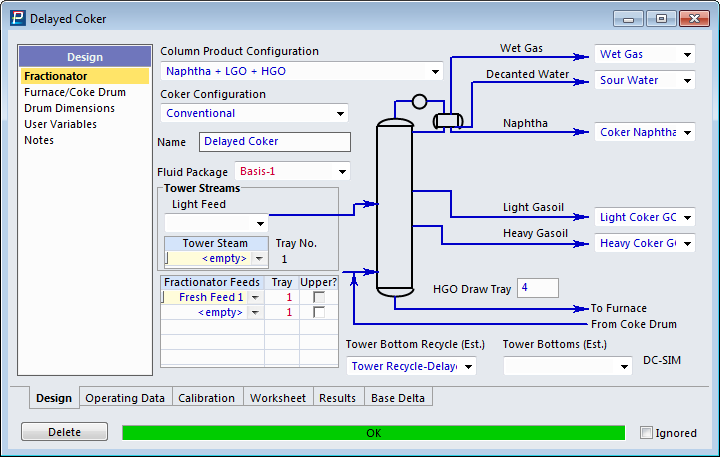 Delayed Coker
Design
Fractionator
Furnace/Coke Drum
Drum Dimensions
User Variables
Notes
Column Product Configuration
Naphtha + LGO + HGO
Coker Configuration
Conventional
Name Delayed Coker
Fluid Package Basis-1
Tower Streams
Light Feed
Tower Steam Tray No.
<empty> 1
Fractionator Feeds Tray Upper?
Fresh Feed 1 1
<empty> 1
Wet Gas Wet Gas
Decanted Water Sour Water
Naphtha Coker Naphtha
Light Gasoil Light Coker GC
Heavy Gasoil Heavy Coker G
HGO Draw Tray 4
To Furnace
From Coke Drum
Tower Bottom Recycle (Est.) Tower Bottoms (Est.)
Tower Recycle-Delay DC-SIM
Design Operating Data Calibration Worksheet Results Base Delta
Delete OK Ignored